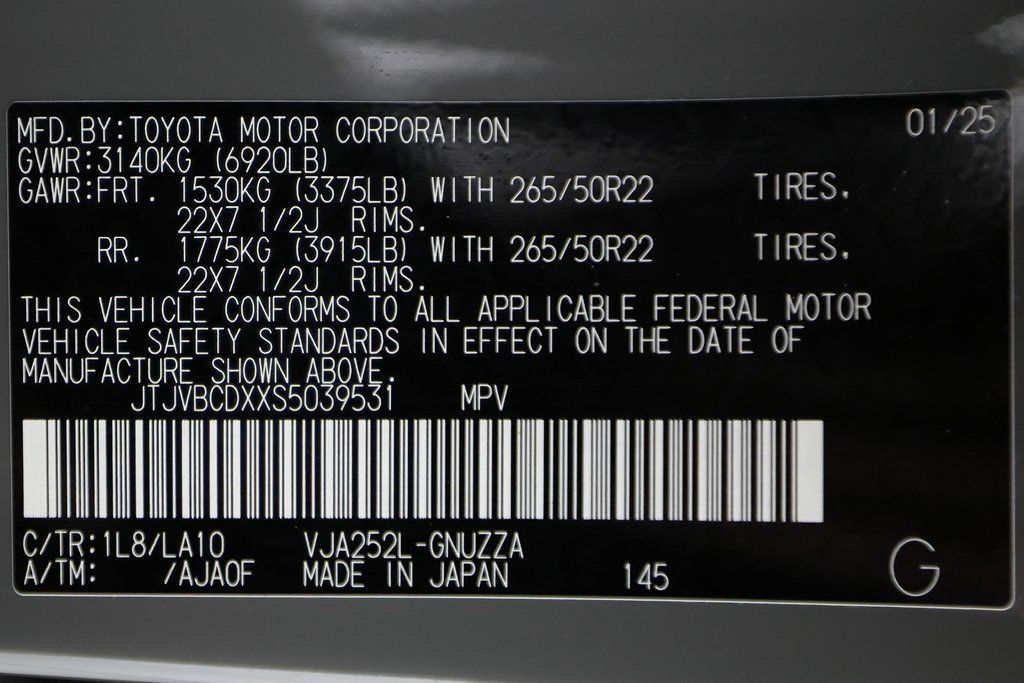 MFD.BY:TOYOTA MOTOR CORPORATION 01/25
GVWR:3140KG (6920LB)
GAWR:FRT. 1530KG (3375LB) WITH 265/50R22 TIRES.
22X7 1/2J RIMS.
RR. 1775KG (3915LB) WITH 265/50R22 TIRES.
22X7 1/2J RIMS.
THIS VEHICLE CONFORMS TO ALL APPLICABLE FEDERAL MOTOR
VEHICLE SAFETY STANDARDS IN EFFECT ON THE DATE OF
MANUFACTURE SHOWN ABOVE.
JTJVBCDXXS5039531 MPV
C/TR:1L8/LA10 VJA252L-GNUZZA
A/TM: /AJA0F MADE IN JAPAN 145 G